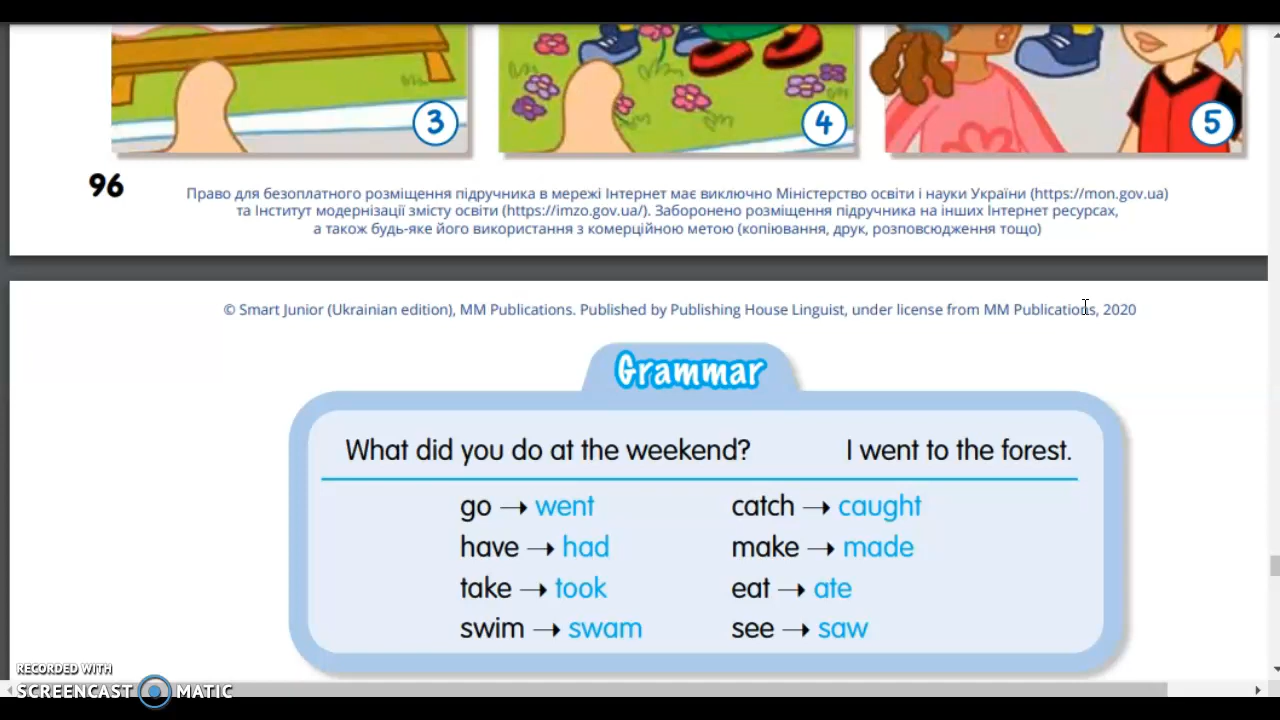 3
4
5
96
Право для безоплатного розміщення підручника в мережі Інтернет має виключно Міністерство освіти і науки України (https://mon.gov.ua)
та Інститут модернізації змісту освіти (https://imzo.gov.ua/). Заборонено розміщення підручника на інших Інтернет ресурсах,
а також будь-яке його використання з комерційною метою (копіювання, друк, розповсюдження тощо)
© Smart Junior (Ukrainian edition), MM Publications. Published by Publishing House Linguist, under license from MM Publications, 2020
Grammar
What did you do at the weekend? I went to the forest.
go → went catch → caught
have → had make → made
take → took eat → ate
swim → swam see → saw
RECORDED WITH
SCREENCAST MATIC